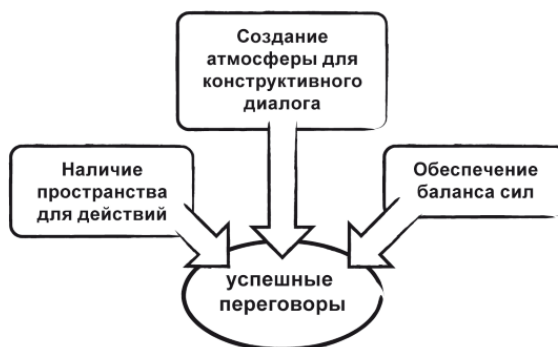 Создание
атмосферы для
конструктивного
диалога
Наличие
пространства
для действий
Обеспечение
баланса сил
успешные
переговоры